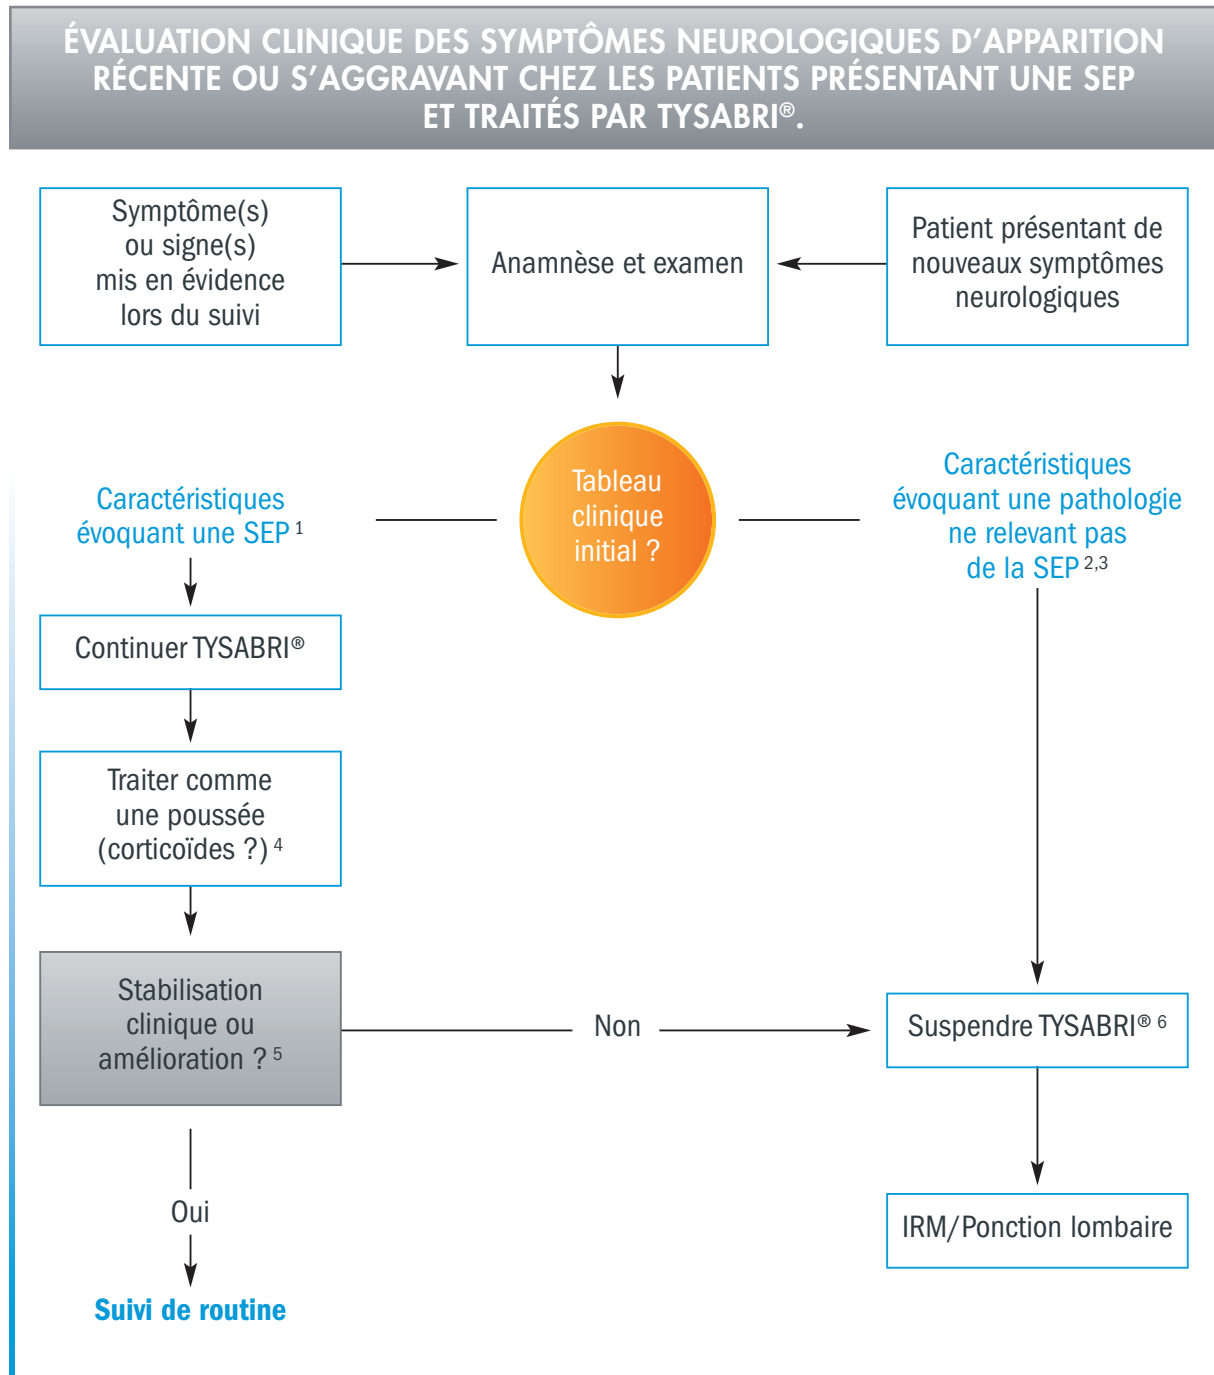 ÉVALUATION CLINIQUE DES SYMPTÔMES NEUROLOGIQUES D’APPARITION
RÉCENTE OU S’AGGRAVANT CHEZ LES PATIENTS PRÉSENTANT UNE SEP
ET TRAITÉS PAR TYSABRI®.
Symptôme(s)
ou signe(s)
mis en évidence
lors du suivi
Anamnèse et examen
Patient présentant de
nouveaux symptômes
neurologiques
Tableau
clinique
initial ?
Caractéristiques
évoquant une SEP 1
Caractéristiques
évoquant une pathologie
ne relevant pas
de la SEP 2,3
Continuer TYSABRI®
Traiter comme
une poussée
(corticoïdes ?) 4
Stabilisation
clinique ou
amélioration ? 5
Non
Suspendre TYSABRI® 6
Oui
IRM/Ponction lombaire
Suivi de routine